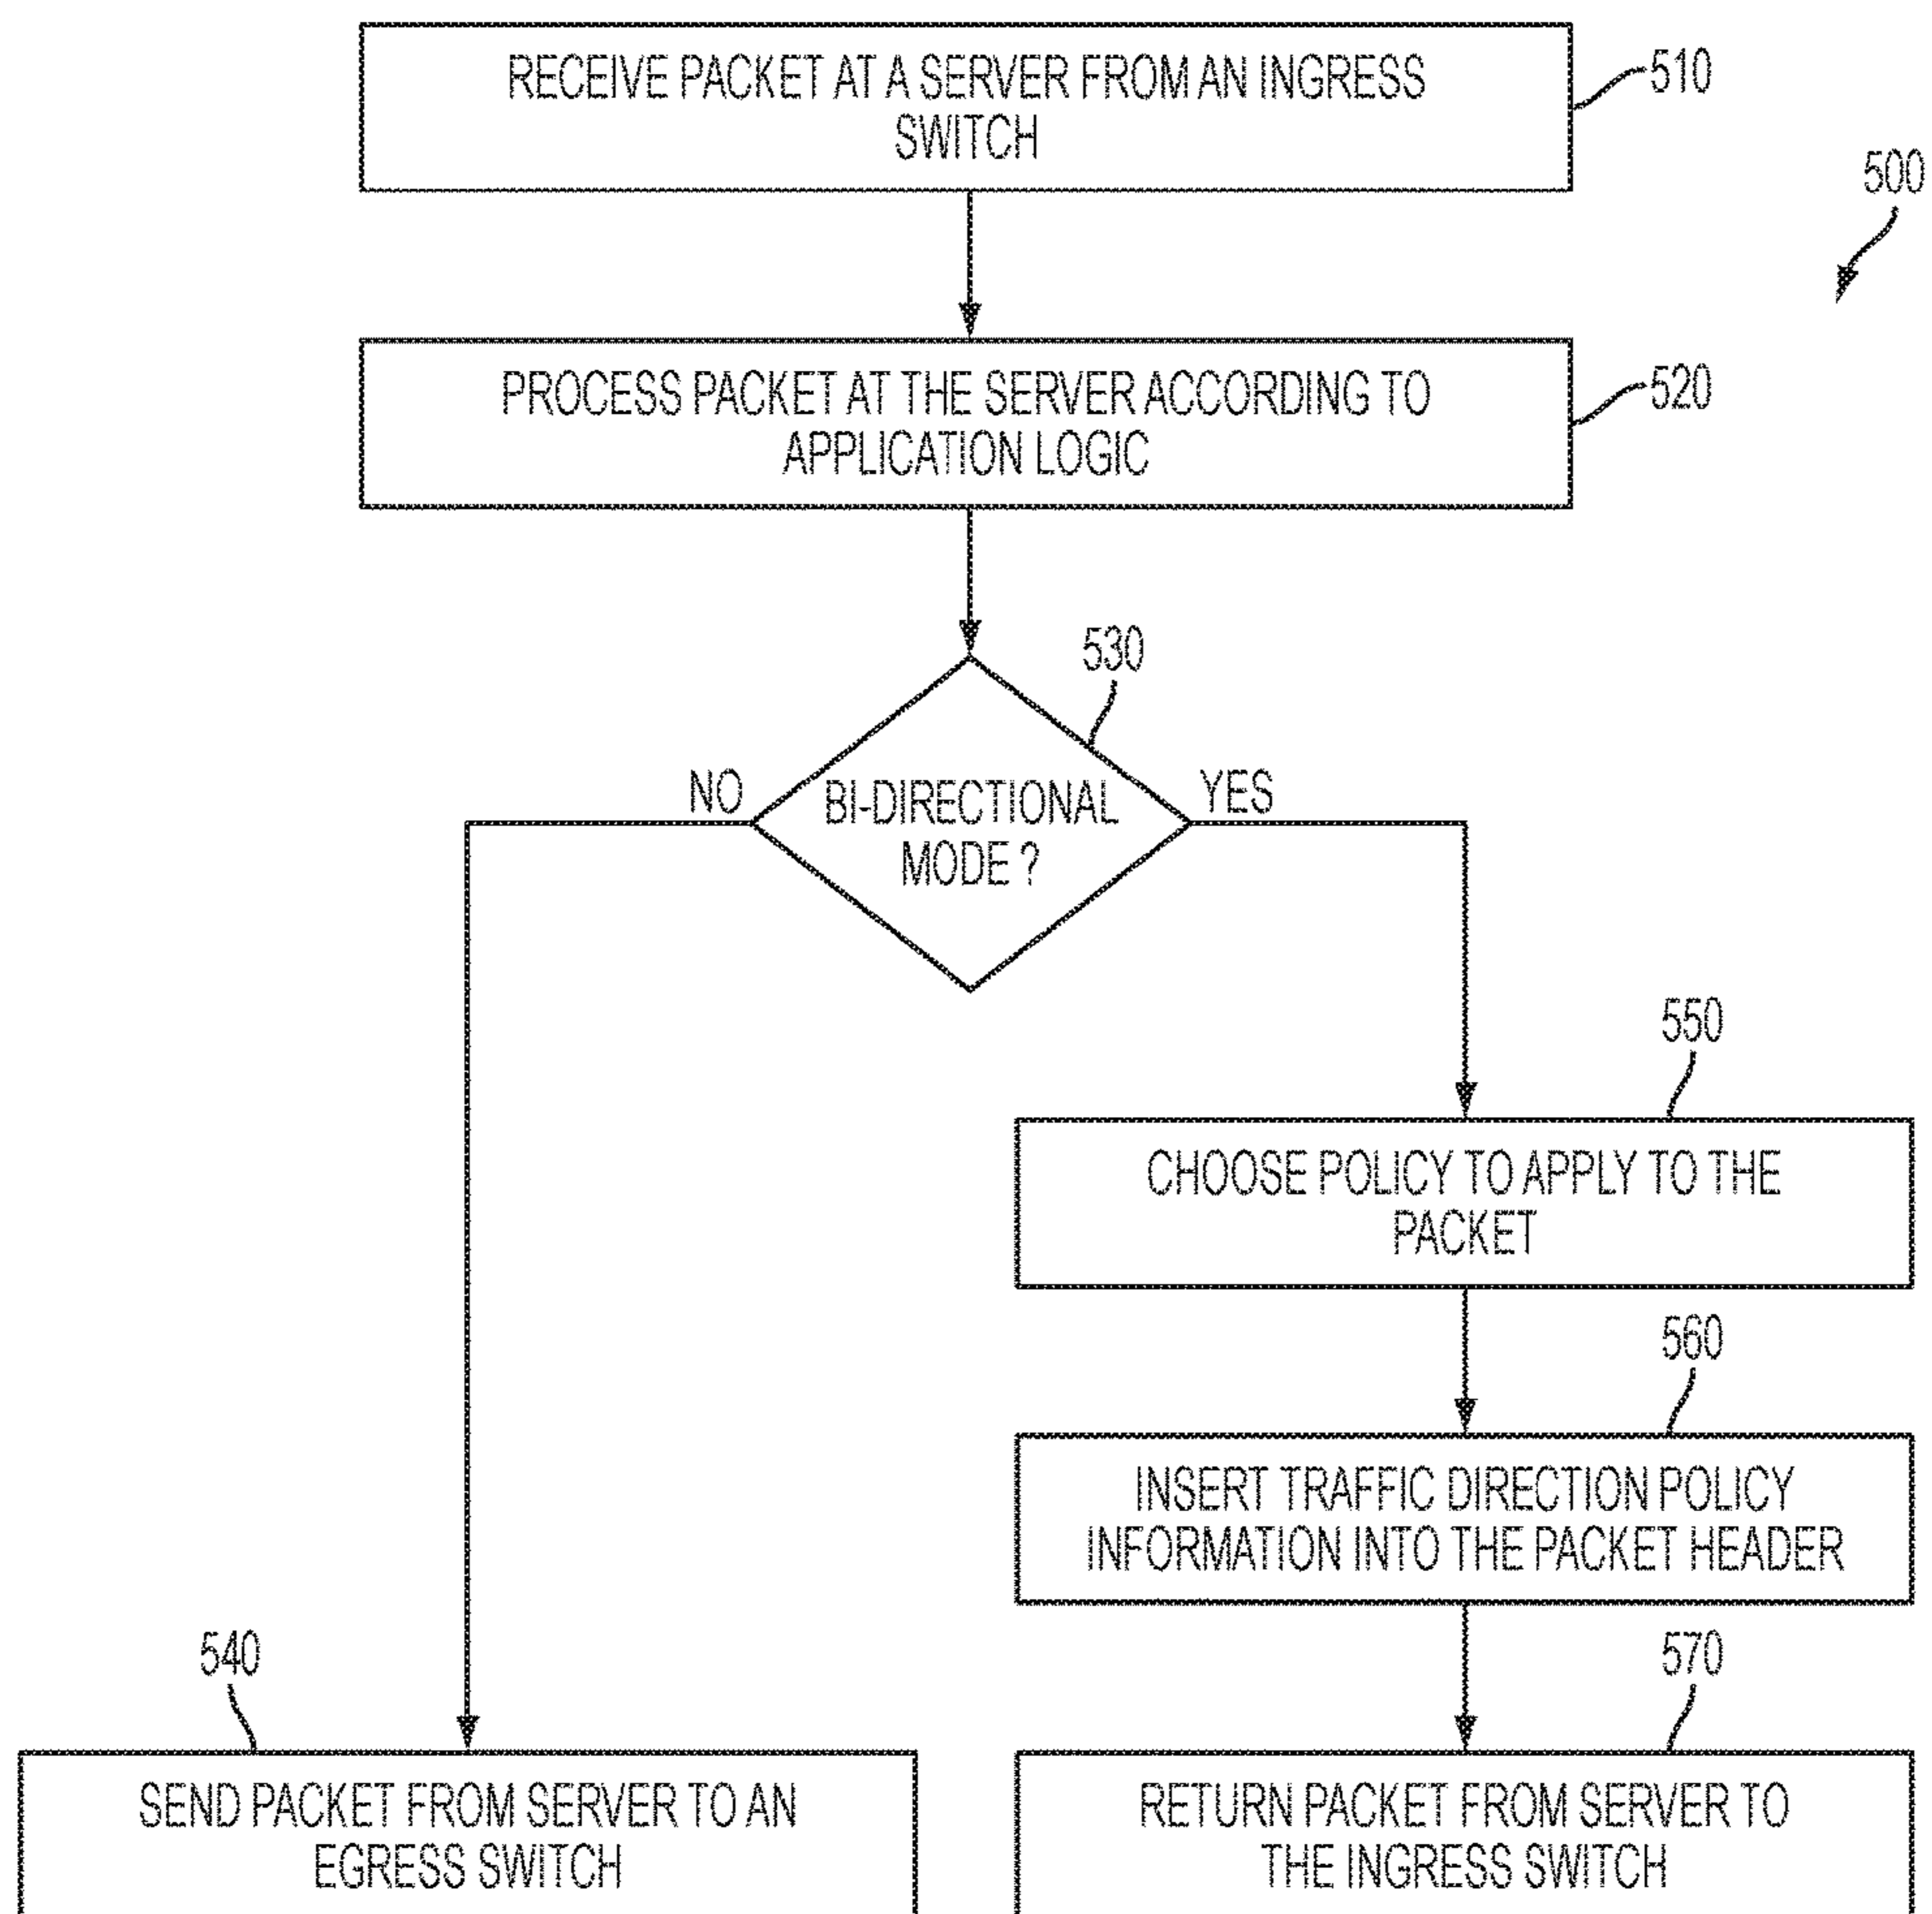 RECEIVE PACKET AT A SERVER FROM AN INGRESS
SWITCH
510
500
PROCESS PACKET AT THE SERVER ACCORDING TO
APPLICATION LOGIC
520
530
NO
BI-DIRECTIONAL
MODE ?
YES
550
CHOOSE POLICY TO APPLY TO THE
PACKET
560
INSERT TRAFFIC DIRECTION POLICY
INFORMATION INTO THE PACKET HEADER
540
SEND PACKET FROM SERVER TO AN
EGRESS SWITCH
570
RETURN PACKET FROM SERVER TO
THE INGRESS SWITCH